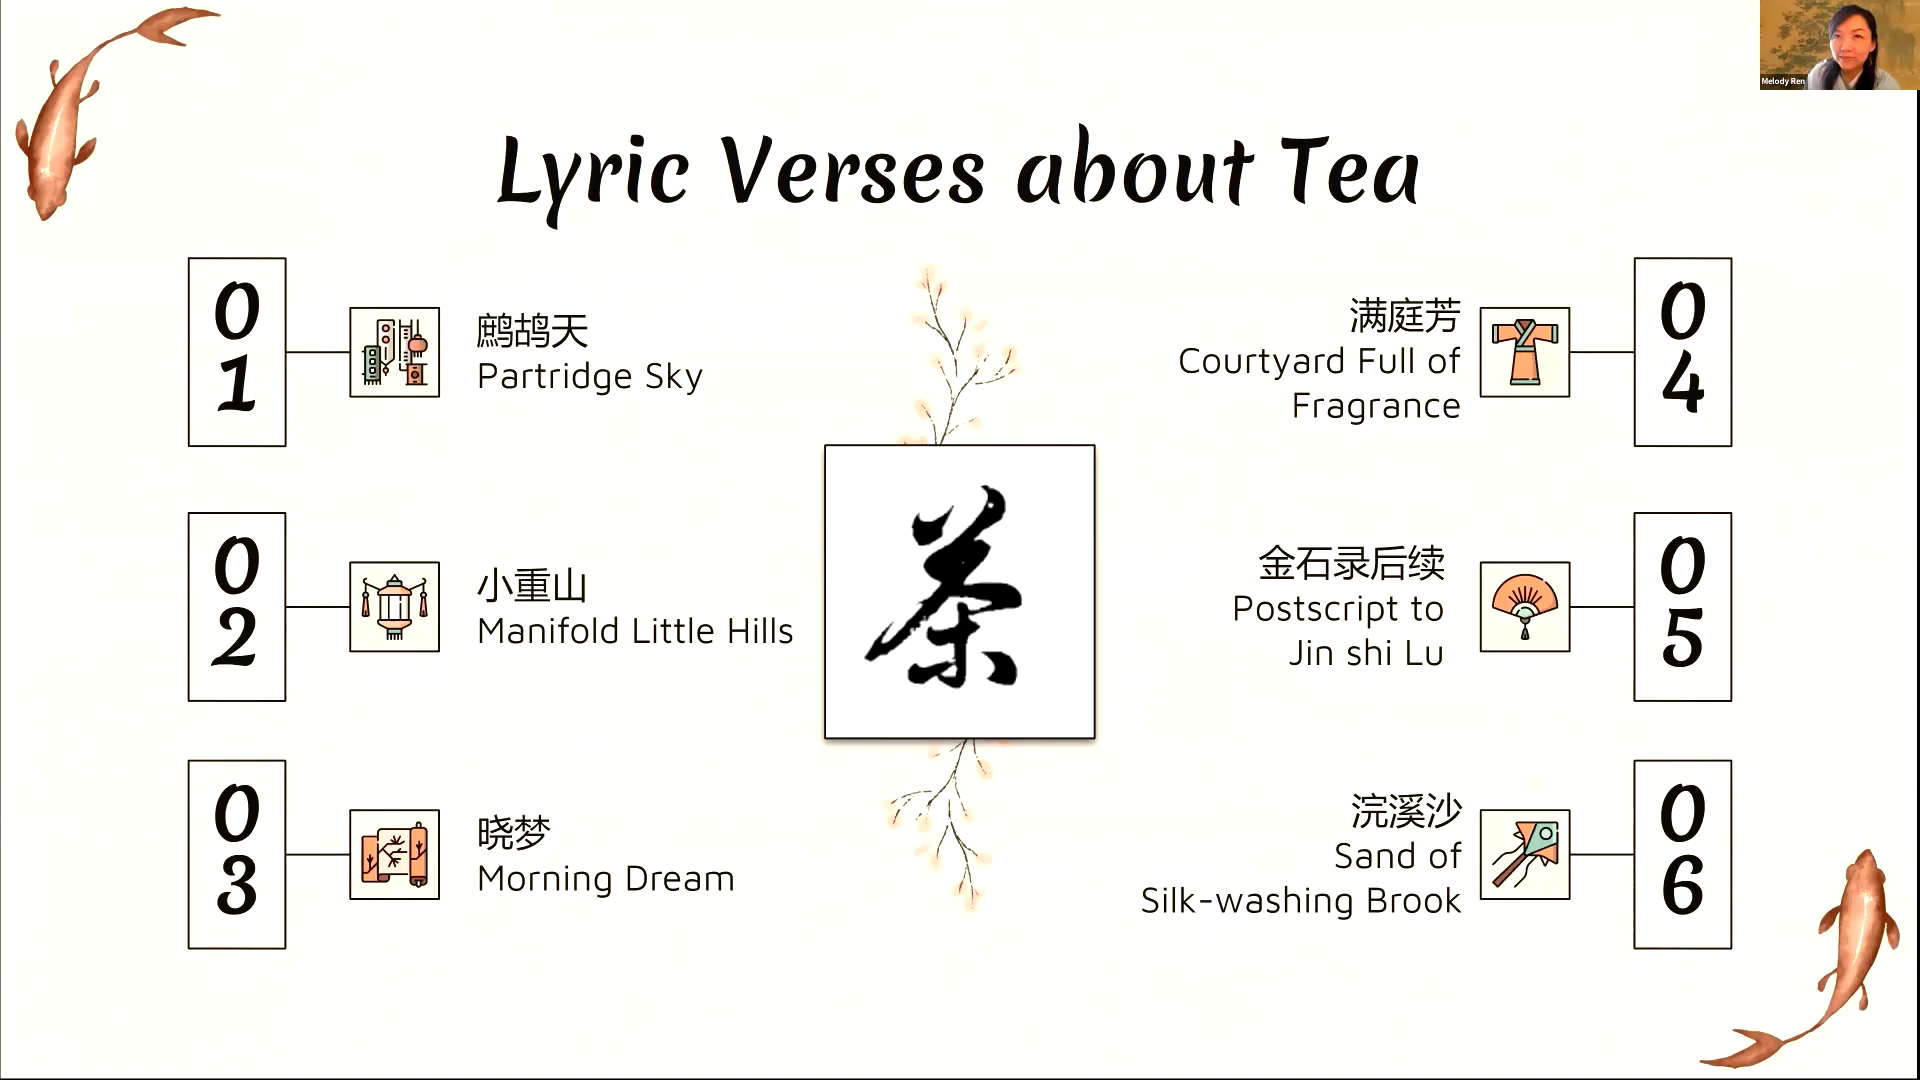 Melody Ren
Lyric Verses about Tea
01
鹧鸪天
Partridge Sky
02
小重山
Manifold Little Hills
03
晓梦
Morning Dream
茶
满庭芳
Courtyard Full of
Fragrance
04
金石录后续
Postscript to
Jin shi Lu
05
浣溪沙
Sand of
Silk-washing Brook
06